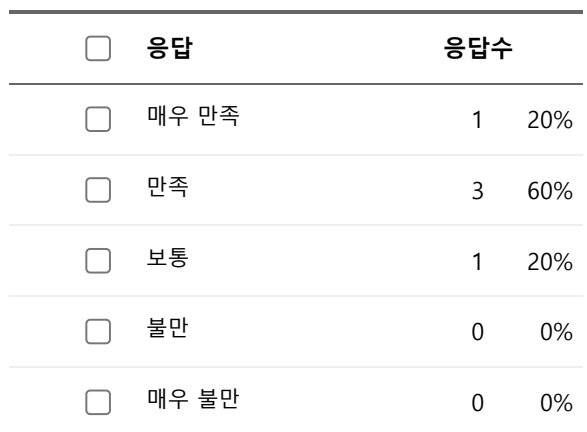 응답 응답수
매우 만족 1 20%
만족 3 60%
보통 1 20%
불만 0 0%
매우 불만 0 0%